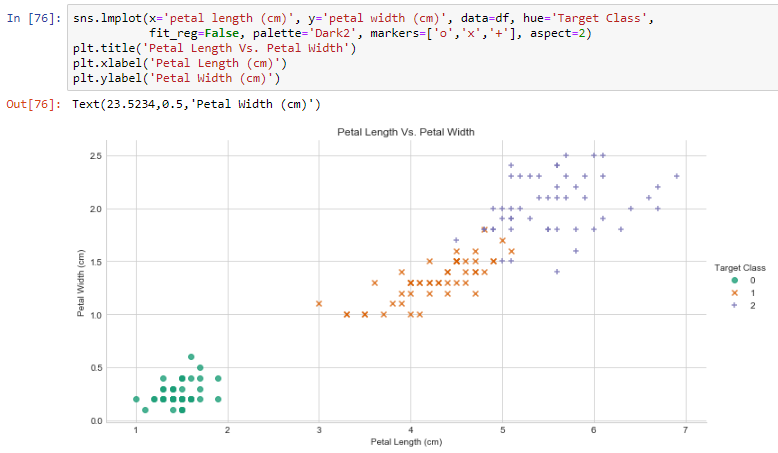 In [76]: sns.lmplot(x='petal length (cm)', y='petal width (cm)', data=df, hue='Target Class',
fit_reg=False, palette='Dark2', markers=['o','x','+'], aspect=2)
plt.title('Petal Length Vs. Petal Width')
plt.xlabel('Petal Length (cm)')
plt.ylabel('Petal Width (cm)')
Out[76]: Text(23.5234,0.5,'Petal Width (cm)')
Petal Length Vs. Petal Width
2.5
2.0
1.5
1.0
0.5
0.0
Petal Width (cm)
1 2 3 4 5 6 7
Petal Length (cm)
Target Class
0
1
2